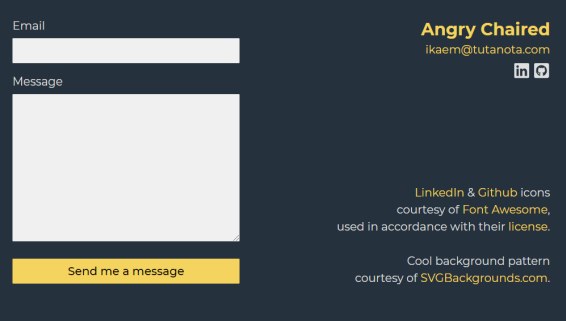 Email
Message
Send me a message
Angry Chaired
ikaem@tutanota.com
in
LinkedIn & Github icons
courtesy of Font Awesome,
used in accordance with their license.
Cool background pattern
courtesy of SVGBackgrounds.com.